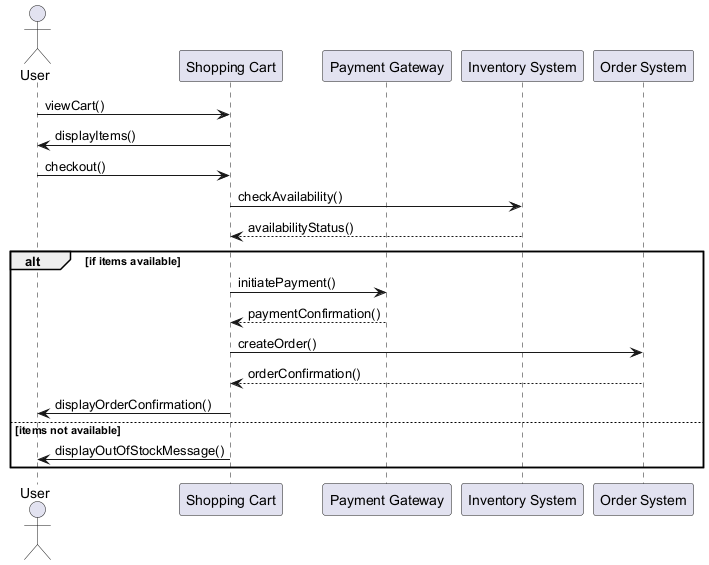 User
Shopping Cart
Payment Gateway
Inventory System
Order System
viewCart()
displayItems()
checkout()
checkAvailability()
availabilityStatus()
alt
[if items available]
initiatePayment()
paymentConfirmation()
createOrder()
orderConfirmation()
displayOrderConfirmation()
[items not available]
displayOutOfStockMessage()
User
Shopping Cart
Payment Gateway
Inventory System
Order System